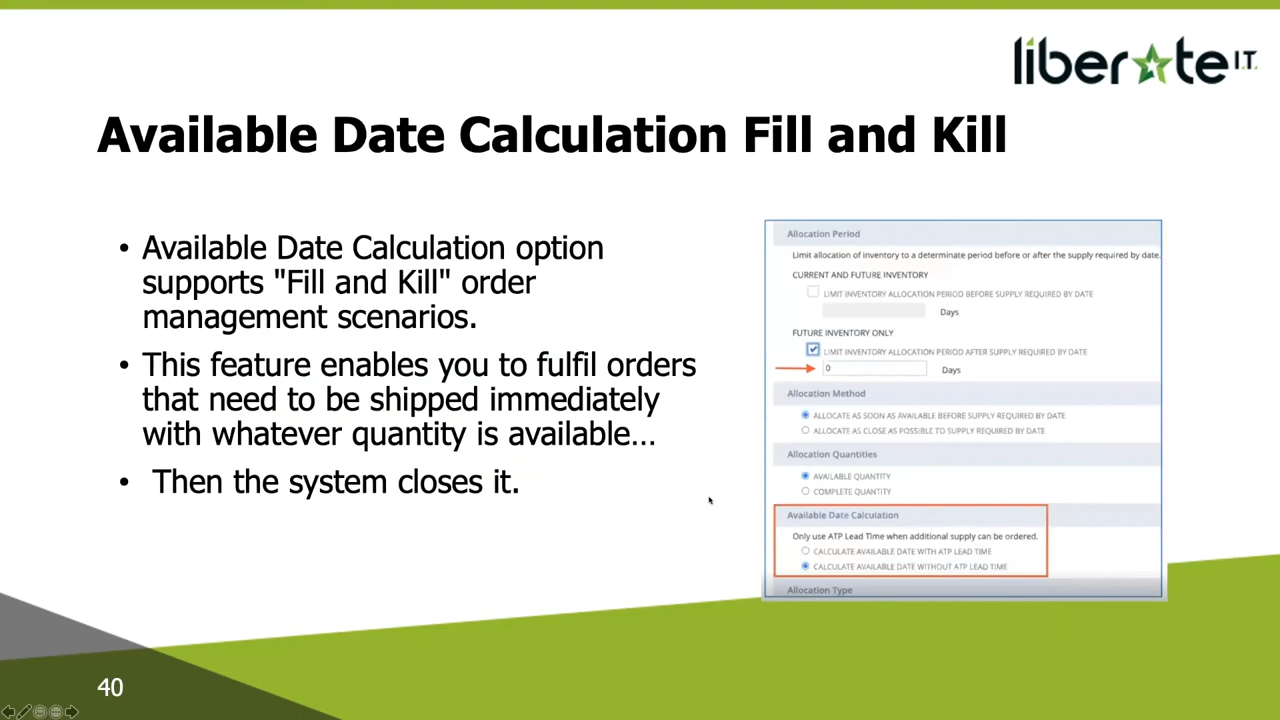 liberate I.T.
Available Date Calculation Fill and Kill
• Available Date Calculation option
supports "Fill and Kill" order
management scenarios.
• This feature enables you to fulfil orders
that need to be shipped immediately
with whatever quantity is available...
• Then the system closes it.
Allocation Period
Limit allocation of inventory to a determinate period before or after the supply required by date.
CURRENT AND FUTURE INVENTORY
LIMIT INVENTORY ALLOCATION PERIOD BEFORE SUPPLY REQUIRED BY DATE
Days
FUTURE INVENTORY ONLY
LIMIT INVENTORY ALLOCATION PERIOD AFTER SUPPLY REQUIRED BY DATE
0 Days
Allocation Method
ALLOCATE AS SOON AS AVAILABLE BEFORE SUPPLY REQUIRED BY DATE
ALLOCATE AS CLOSE AS POSSIBLE TO SUPPLY REQUIRED BY DATE
Allocation Quantities
AVAILABLE QUANTITY
COMPLETE QUANTITY
Available Date Calculation
Only use ATP Lead Time when additional supply can be ordered.
CALCULATE AVAILABLE DATE WITH ATP LEAD TIME
CALCULATE AVAILABLE DATE WITHOUT ATP LEAD TIME
Allocation Type
40